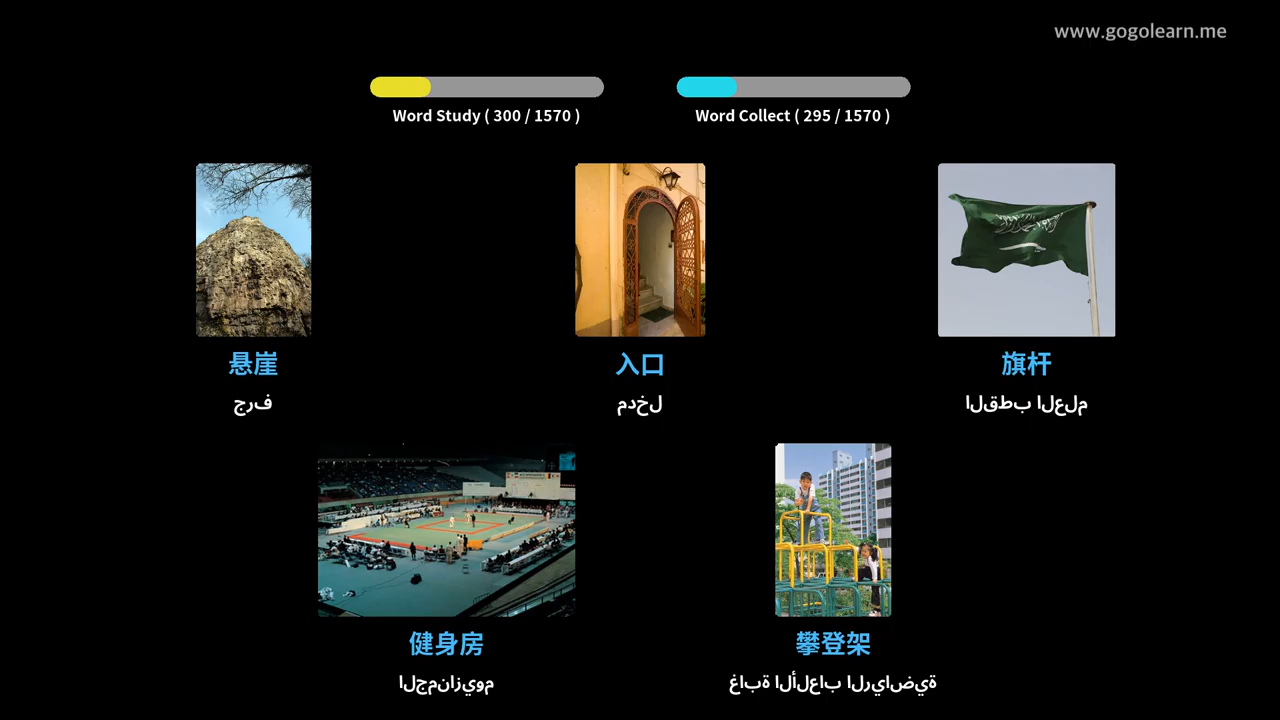 www.gogolearn.me
Word Study ( 300 / 1570 )
Word Collect ( 295 / 1570 )
悬崖
جرف
入口
مدخل
旗杆
القطب العلم
健身房
الجمنازيوم
攀登架
غابة الألعاب الرياضية